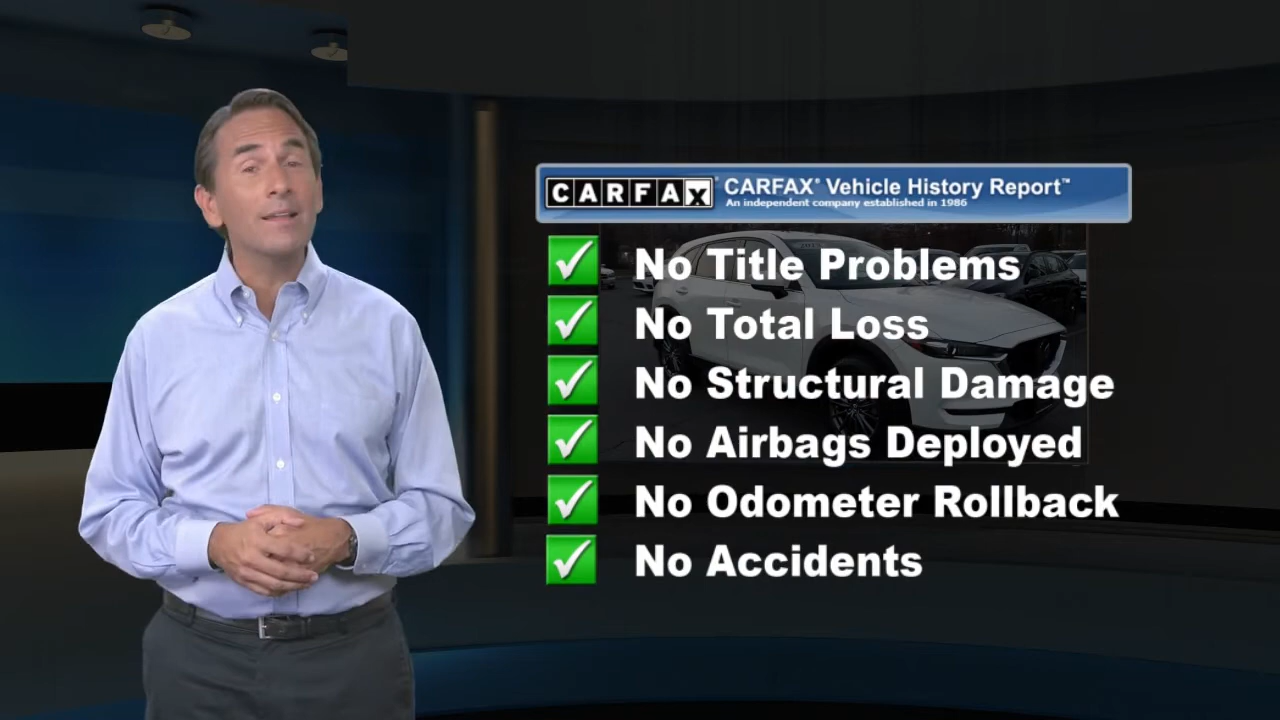 CARFAX® CARFAX® Vehicle History Report™
An independent company established in 1986
No Title Problems
No Total Loss
No Structural Damage
No Airbags Deployed
No Odometer Rollback
No Accidents